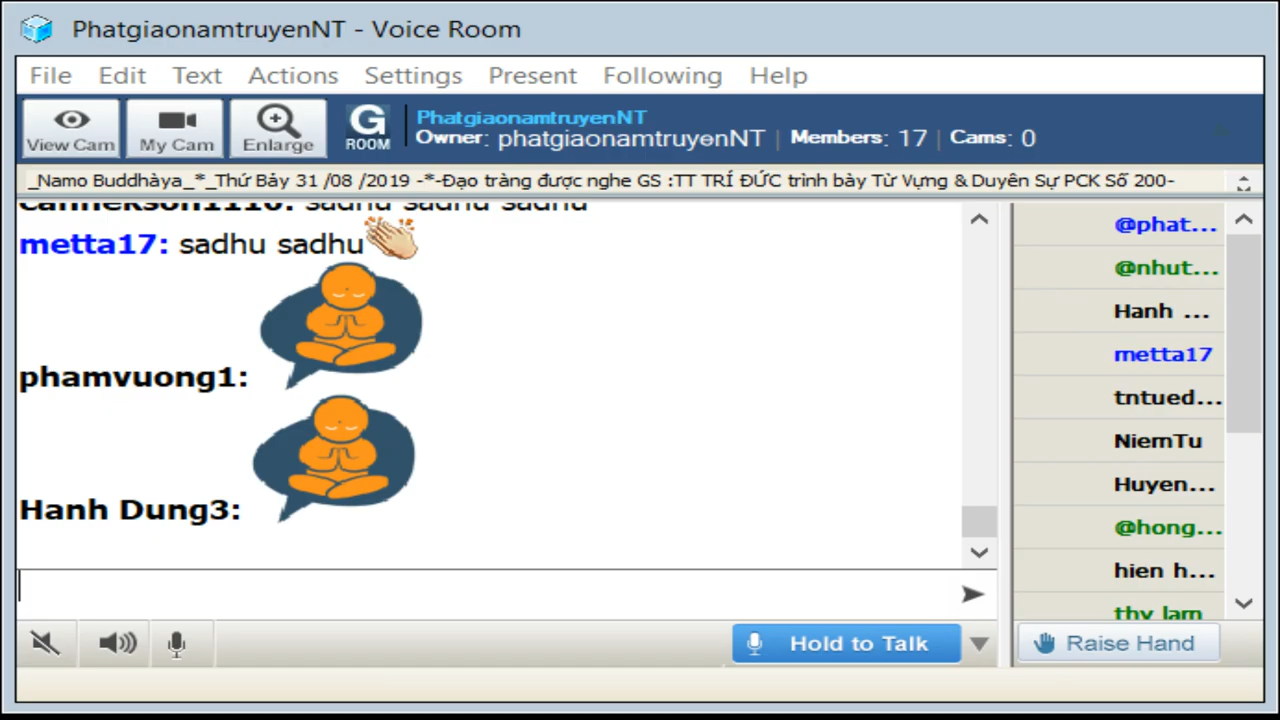 PhatgiaonamtruyenNT - Voice Room
File Edit Text Actions Settings Present Following Help
View Cam
My Cam
Enlarge
G
ROOM
PhatgiaonamtruyenNT
Owner: phatgiaonamtruyenNT | Members: 17 | Cams: 0
_Namo Buddhàya_*_Thứ Bảy 31 /08 /2019 -*-Đạo tràng được nghe GS :TT TRÍ ĐỨC trình bày Từ Vựng & Duyên Sự PCK Số 200-
sadhu sadhu sadhu
metta17: sadhu sadhu
phamvuong1:
Hanh Dung3:
@phat...
@nhut...
Hanh ...
metta17
tntued...
NiemTu
Huyen...
@hong...
hien h...
thy lam
Hold to Talk
Raise Hand